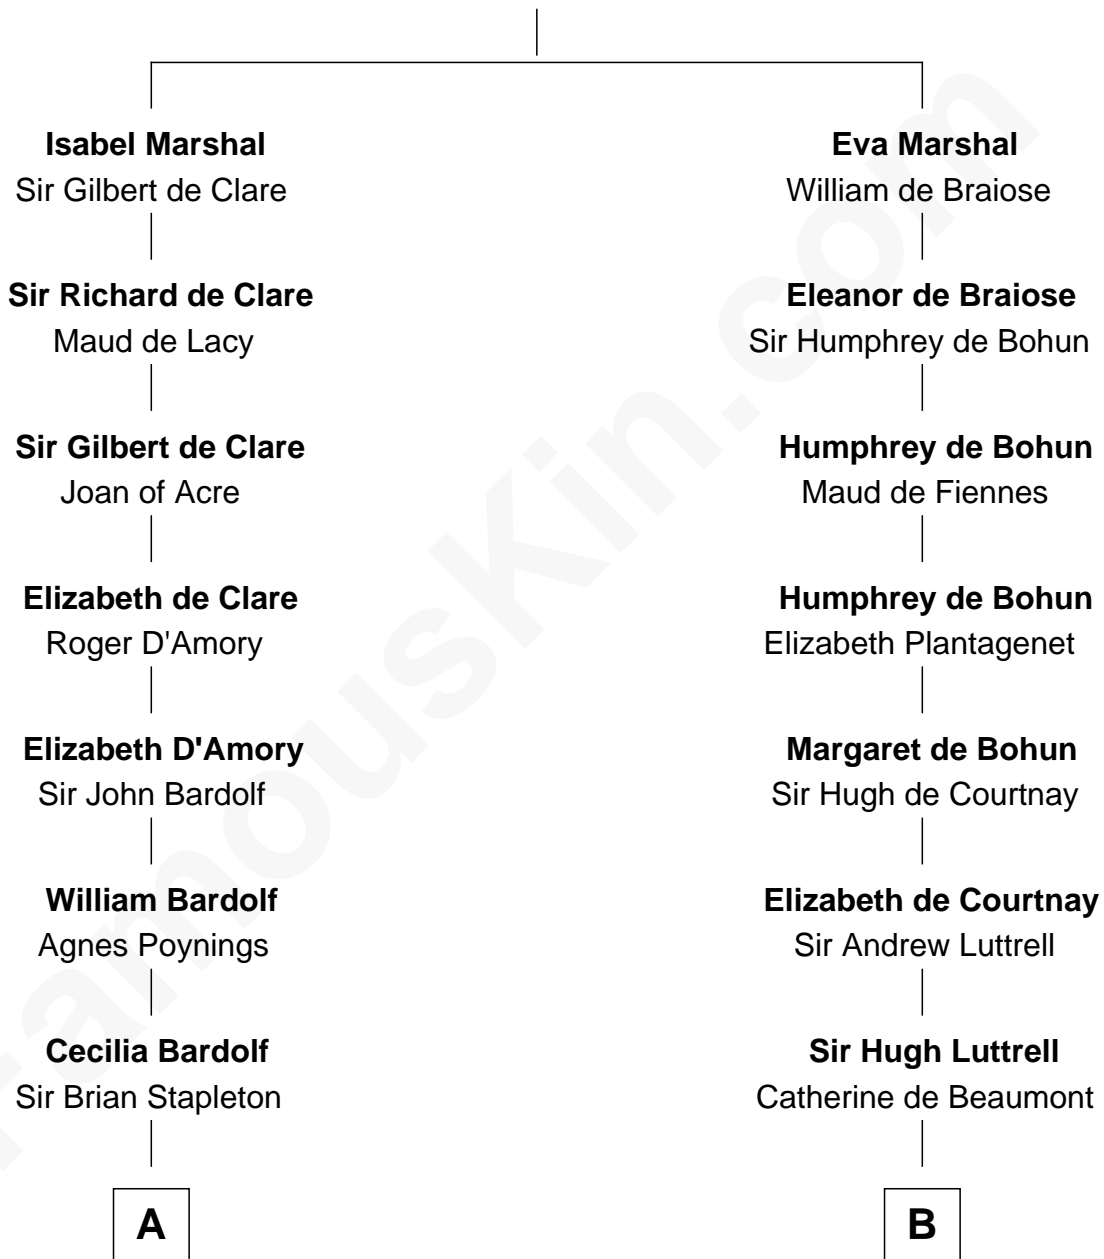 Isabel Marshal
Sir Gilbert de Clare
Sir Richard de Clare
Maud de Lacy
Sir Gilbert de Clare
Joan of Acre
Elizabeth de Clare
Roger D'Amory
Elizabeth D'Amory
Sir John Bardolf
William Bardolf
Agnes Poynings
Cecilia Bardolf
Sir Brian Stapleton
A
Eva Marshal
William de Braiose
Eleanor de Braiose
Sir Humphrey de Bohun
Humphrey de Bohun
Maud de Fiennes
Humphrey de Bohun
Elizabeth Plantagenet
Margaret de Bohun
Sir Hugh de Courtnay
Elizabeth de Courtnay
Sir Andrew Luttrell
Sir Hugh Luttrell
Catherine de Beaumont
B
FamousKin.com